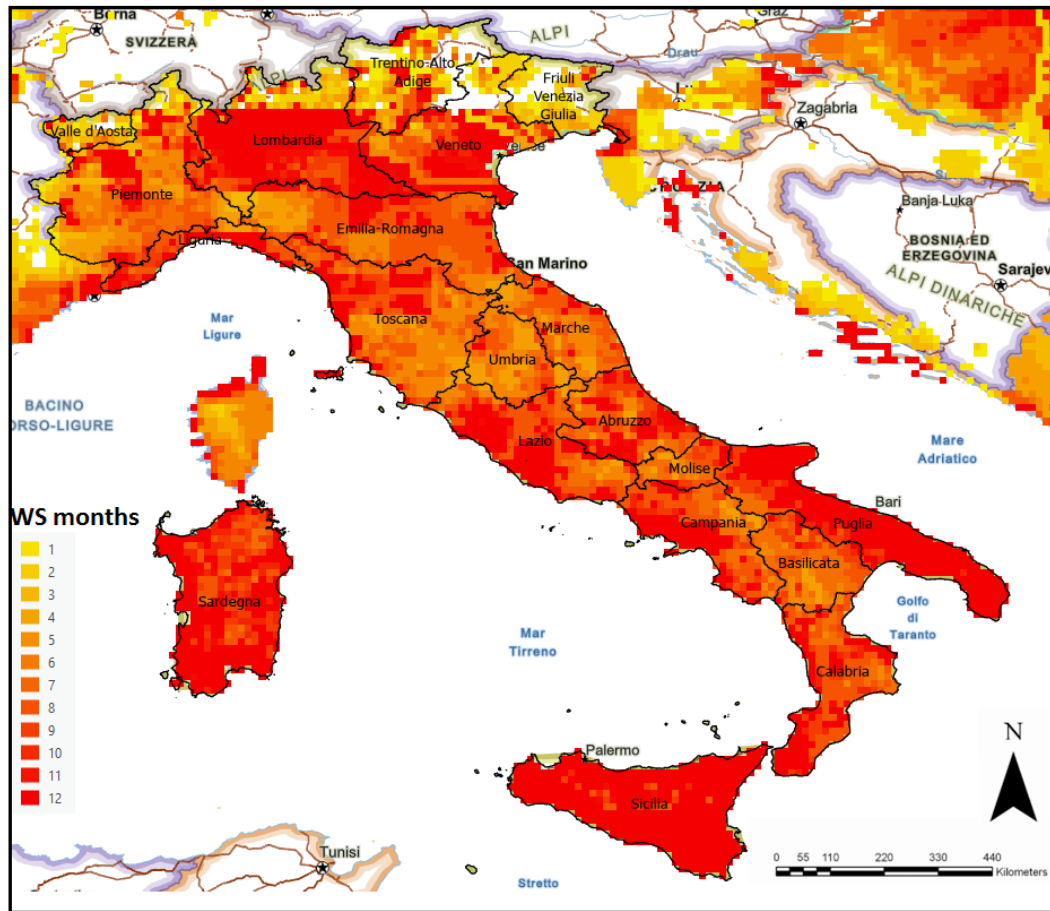 Berna
SVIZZERA
ALPI
Graz
Drau
ALPI
Trentino-Alto
Adige
Friuli
Venezia
Giulia
Zagabria
Valle d'Aosta
Lombardia
Veneto
Piemonte
Banja-Luka
Emilia-Romagna
Liguria
BOSNIA ED
ERZEGOVINA
San Marino
Sarajev
ALPI DINARICHE
Mar
Ligure
Toscana
Marche
Umbria
BACINO
ORSO-LIGURE
Abruzzo
Lazio
Mare
Adriatico
Molise
WS months
Bari
Campania
Puglia
1
2
3
4
5
6
7
8
9
10
11
12
Basilicata
Sardegna
Golfo
di
Taranto
Mar
Tirreno
Calabria
N
Palermo
Sicilia
Tunisi
Stretto
0 55 110 220 330 440
Kilometers